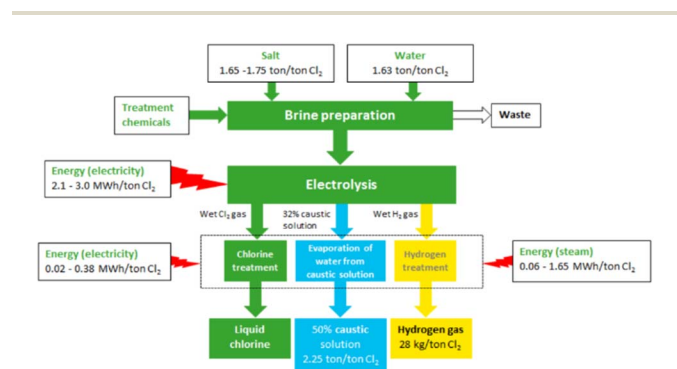 Salt
1.65 -1.75 ton/ton Cl₂
Water
1.63 ton/ton Cl₂
Treatment
chemicals
Brine preparation
Waste
Energy (electricity)
2.1 - 3.0 MWh/ton Cl₂
Electrolysis
Wet Cl₂ gas
32% caustic
solution
Wet H₂ gas
Energy (electricity)
0.02 - 0.38 MWh/ton Cl₂
Chlorine
treatment
Evaporation of
water from
caustic solution
Hydrogen
treatment
Energy (steam)
0.06 - 1.65 MWh/ton Cl₂
Liquid
chlorine
50% caustic
solution
2.25 ton/ton Cl₂
Hydrogen gas
28 kg/ton Cl₂